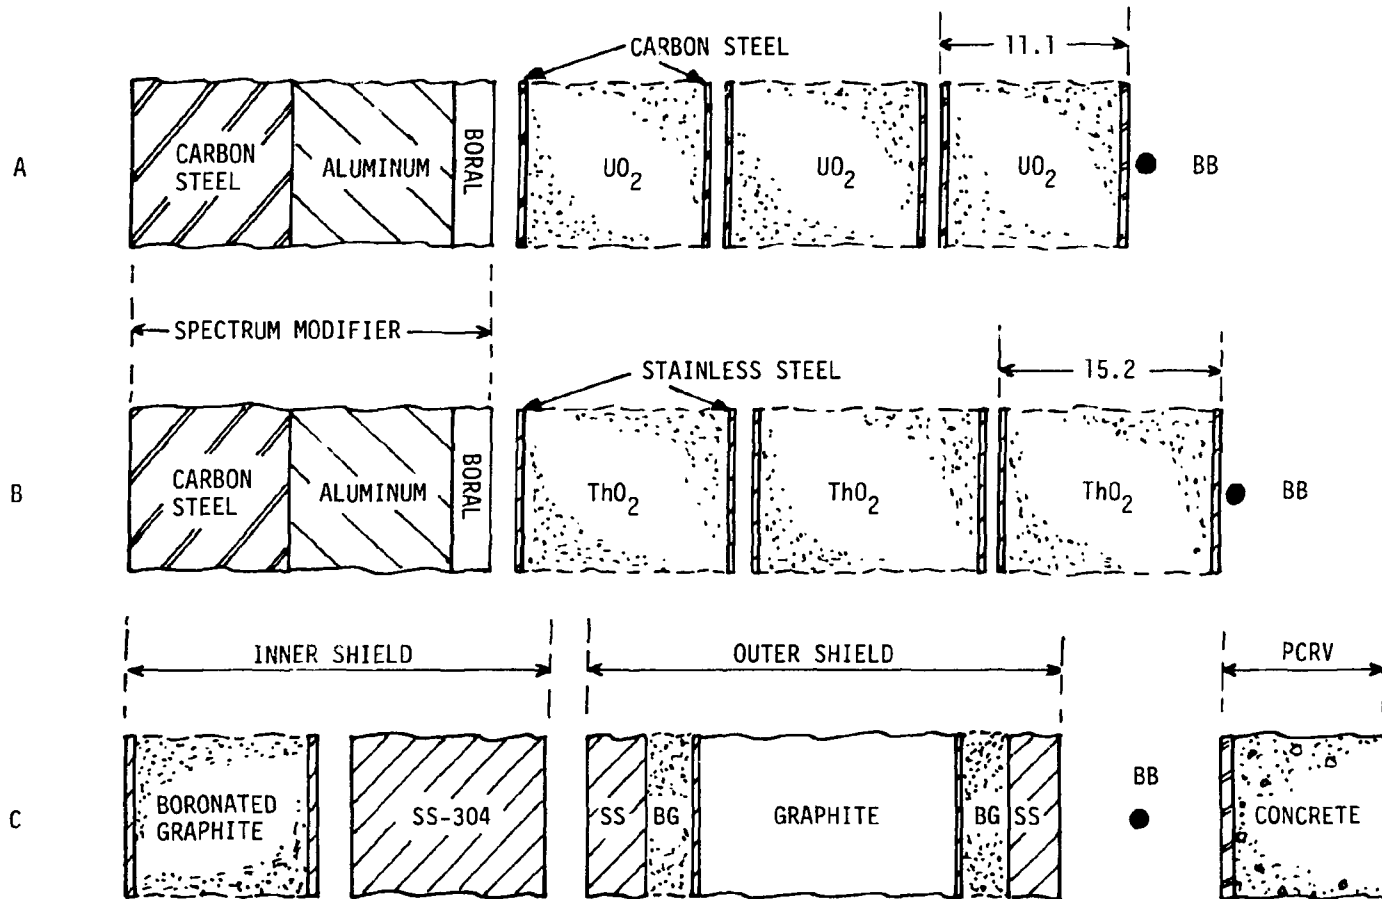 CARBON STEEL
11.1
A
CARBON
STEEL
ALUMINUM
BORAL
UO2
UO2
UO2
BB
SPECTRUM MODIFIER
STAINLESS STEEL
15.2
B
CARBON
STEEL
ALUMINUM
BORAL
ThO2
ThO2
ThO2
BB
INNER SHIELD
OUTER SHIELD
PCRV
C
BORONATED
GRAPHITE
SS-304
SS
BG
GRAPHITE
BG
SS
BB
CONCRETE